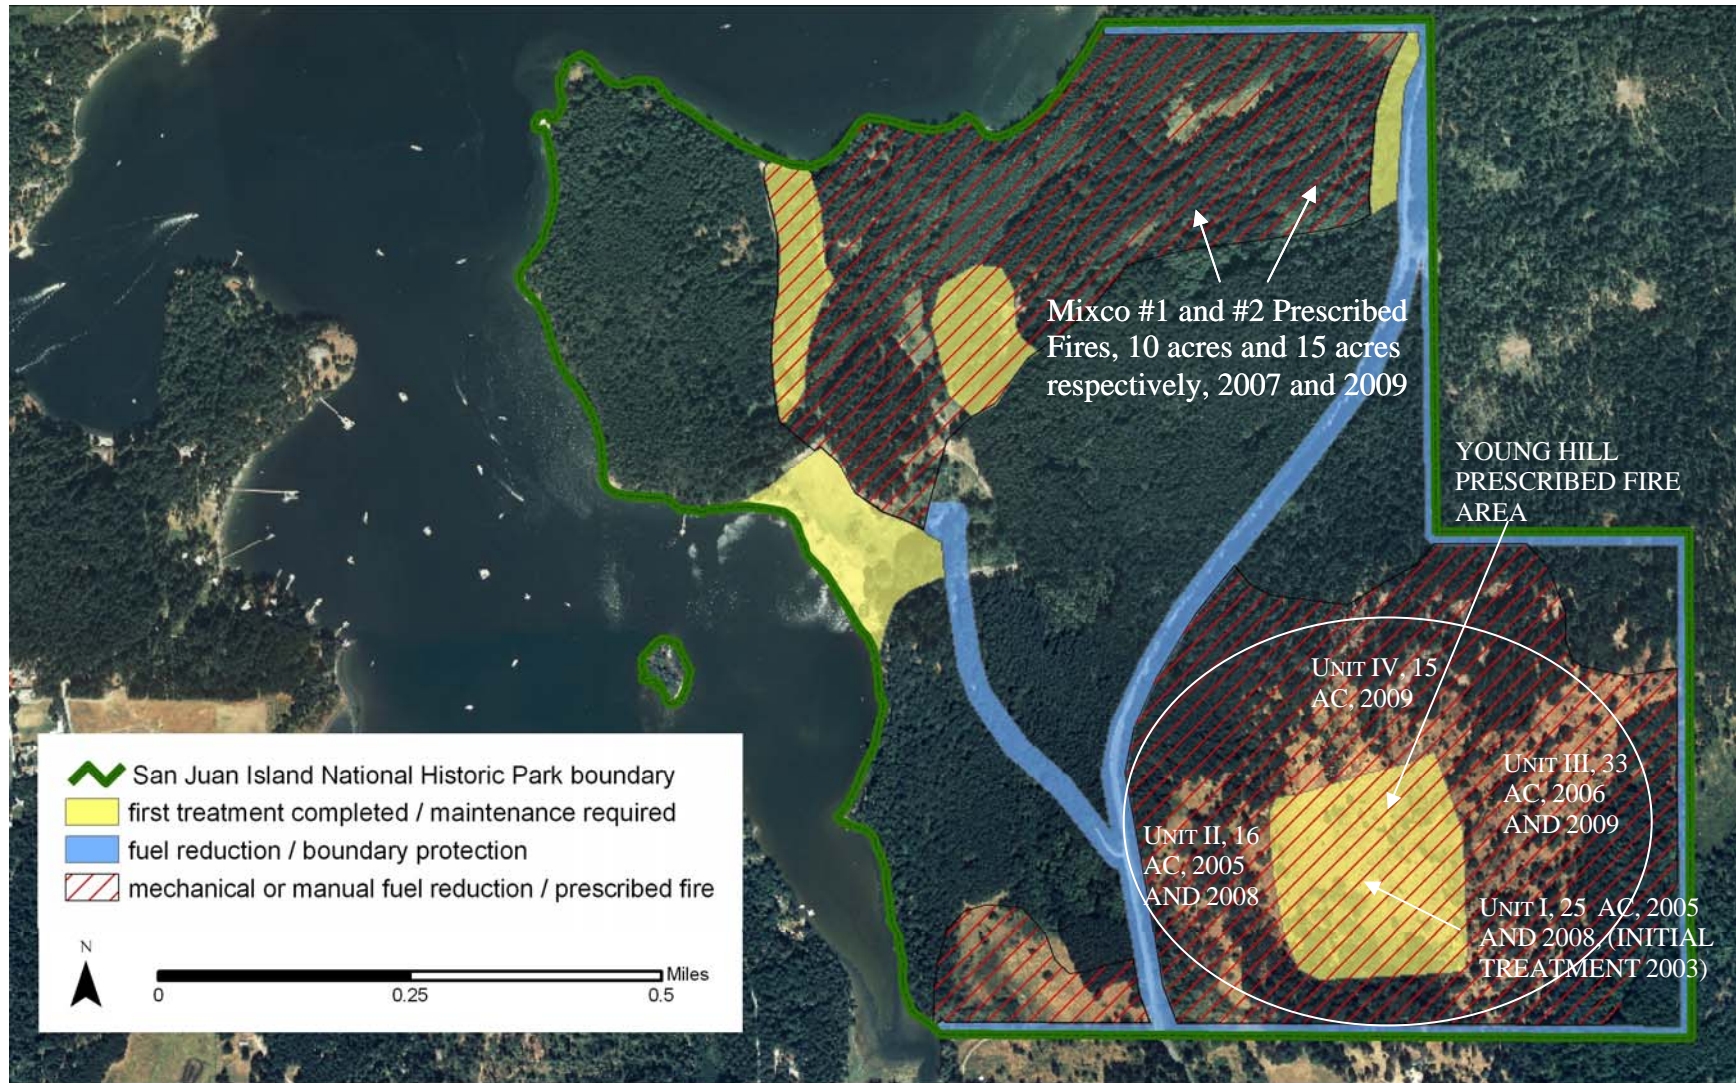 Mixco #1 and #2 Prescribed
Fires, 10 acres and 15 acres
respectively, 2007 and 2009
YOUNG HILL
PRESCRIBED FIRE
AREA
UNIT IV, 15
AC, 2009
UNIT III, 33
AC, 2006
AND 2009
UNIT II, 16
AC, 2005
AND 2008
UNIT I, 25 AC, 2005
AND 2008, (INITIAL
TREATMENT 2003)
San Juan Island National Historic Park boundary
first treatment completed / maintenance required
fuel reduction / boundary protection
mechanical or manual fuel reduction / prescribed fire
N
Miles
0 0.25 0.5